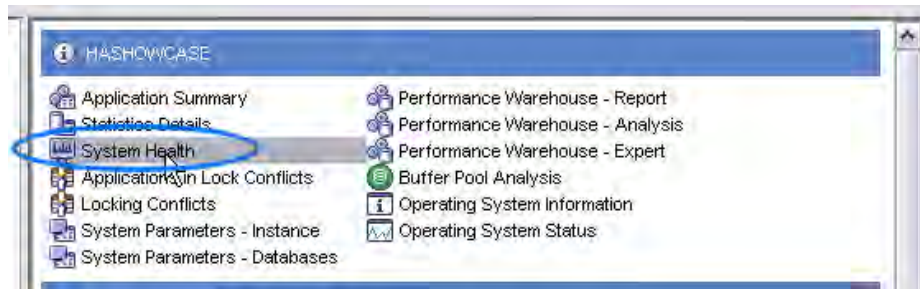 HASHOWCASE
Application Summary
Statistics Details
System Health
Applications in Lock Conflicts
Locking Conflicts
System Parameters - Instance
System Parameters - Databases
Performance Warehouse - Report
Performance Warehouse - Analysis
Performance Warehouse - Expert
Buffer Pool Analysis
Operating System Information
Operating System Status